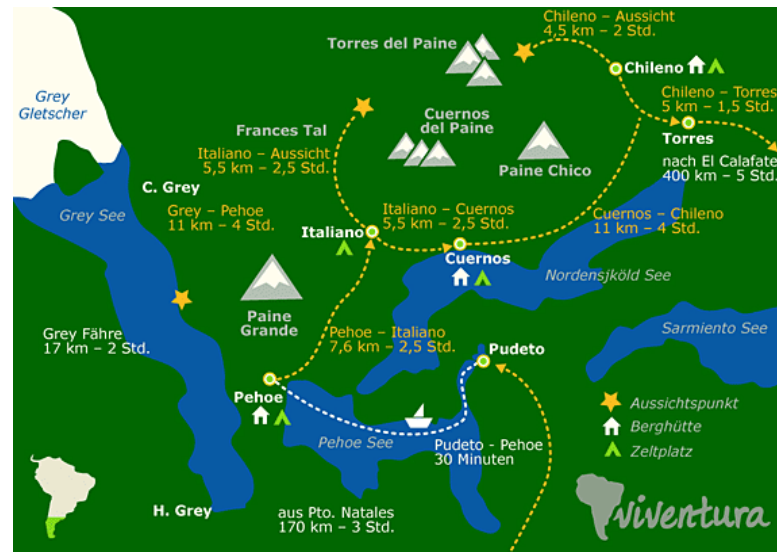 Chileno – Aussicht
4,5 km – 2 Std.
Torres del Paine
Chileno
Grey
Gletscher
Chileno – Torres
5 km – 1,5 Std.
Cuernos
del Paine
Frances Tal
Torres
Italiano – Aussicht
5,5 km – 2,5 Std.
Paine Chico
nach El Calafate
400 km – 5 Std.
C. Grey
Grey See
Grey – Pehoe
11 km – 4 Std.
Italiano – Cuernos
5,5 km – 2,5 Std.
Cuernos – Chileno
11 km – 4 Std.
Italiano
Cuernos
Nordensjköld See
Paine
Grande
Grey Fähre
17 km – 2 Std.
Pehoe – Italiano
7,6 km – 2,5 Std.
Sarmiento See
Pudeto
Pehoe
Aussichtspunkt
Berghütte
Zeltplatz
Pehoe See
Pudeto - Pehoe
30 Minuten
H. Grey
aus Pto. Natales
170 km – 3 Std.
viventura